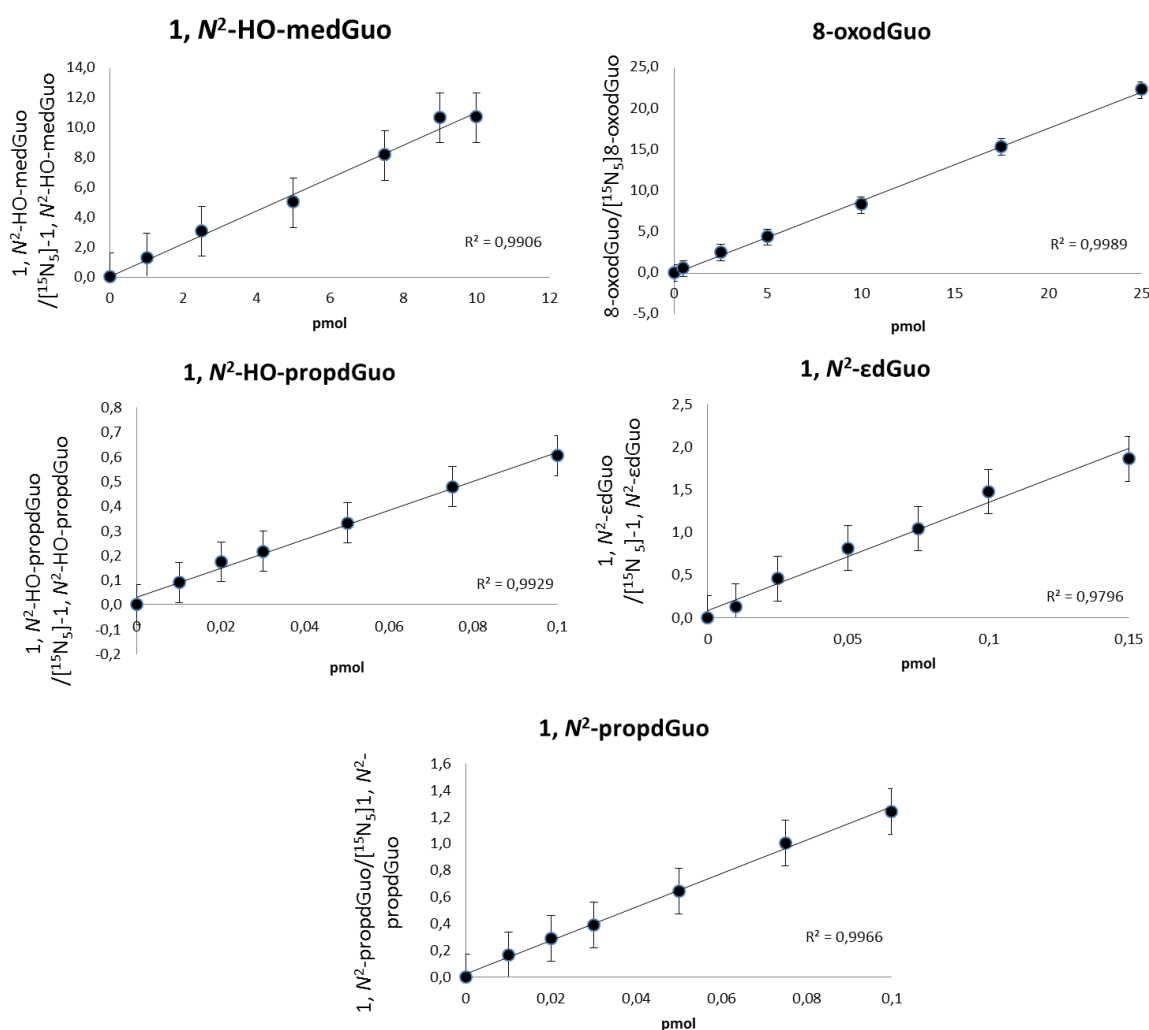 1, N²-HO-medGuo
1, N²-HO-medGuo
/[¹⁵N₅]-1, N²-HO-medGuo
14,0
12,0
10,0
8,0
6,0
4,0
2,0
0,0
R² = 0,9906
0 2 4 6 8 10 12
pmol
8-oxodGuo
8-oxodGuo/[¹⁵N₅]8-oxodGuo
25,0
20,0
15,0
10,0
5,0
0,0
-5,0
R² = 0,9989
0 5 10 15 20 25
pmol
1, N²-HO-propdGuo
1, N²-HO-propdGuo
/[¹⁵N₅]-1, N²-HO-propdGuo
0,8
0,7
0,6
0,5
0,4
0,3
0,2
0,1
0,0
-0,1
-0,2
R² = 0,9929
0 0,02 0,04 0,06 0,08 0,1
pmol
1, N²-εdGuo
1, N²-εdGuo
/[¹⁵N ₅]-1, N²-εdGuo
2,5
2,0
1,5
1,0
0,5
0,0
R² = 0,9796
0 0,05 0,1 0,15
pmol
1, N²-propdGuo
1, N²-propdGuo/[¹⁵N₅]1, N²-
propdGuo
1,6
1,4
1,2
1,0
0,8
0,6
0,4
0,2
0,0
R² = 0,9966
0 0,02 0,04 0,06 0,08 0,1
pmol